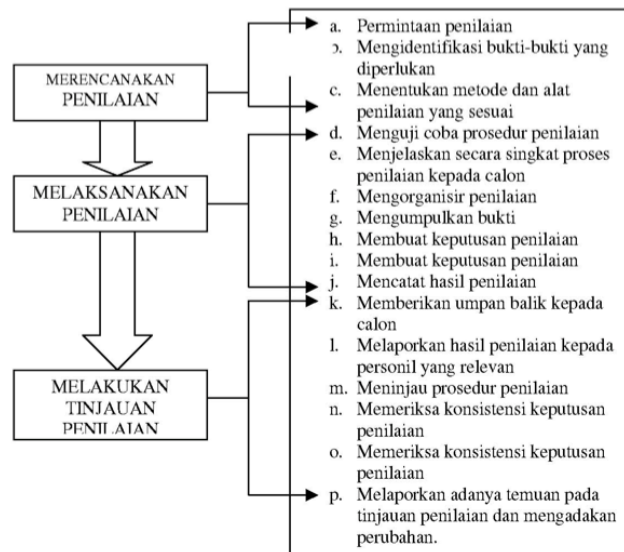 MERENCANAKAN
PENILAIAN
MELAKSANAKAN
PENILAIAN
MELAKUKAN
TINJAUAN
PENILAIAN
a. Permintaan penilaian
b. Mengidentifikasi bukti-bukti yang
diperlukan
c. Menentukan metode dan alat
penilaian yang sesuai
d. Menguji coba prosedur penilaian
e. Menjelaskan secara singkat proses
penilaian kepada calon
f. Mengorganisir penilaian
g. Mengumpulkan bukti
h. Membuat keputusan penilaian
i. Membuat keputusan penilaian
j. Mencatat hasil penilaian
k. Memberikan umpan balik kepada
calon
l. Melaporkan hasil penilaian kepada
personil yang relevan
m. Meninjau prosedur penilaian
n. Memeriksa konsistensi keputusan
penilaian
o. Memeriksa konsistensi keputusan
penilaian
p. Melaporkan adanya temuan pada
tinjauan penilaian dan mengadakan
perubahan.